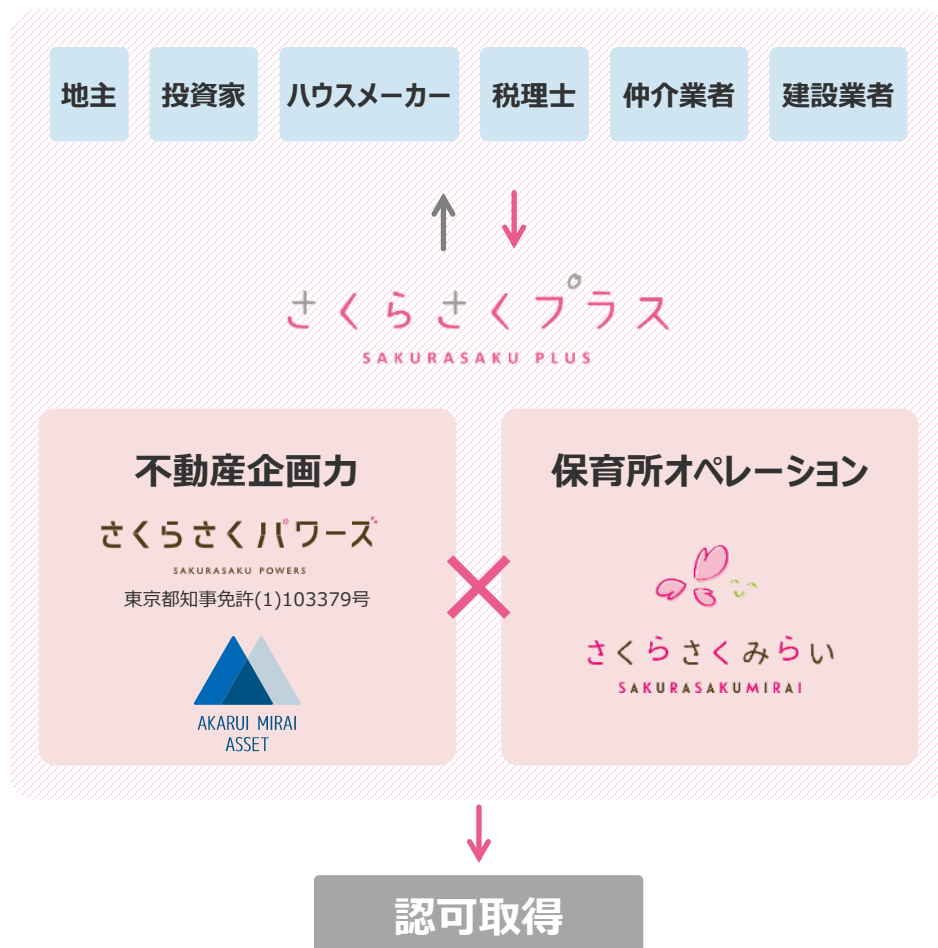 地主
投資家
ハウスメーカー
税理士
仲介業者
建設業者
さくらさくプラス
SAKURASAKU PLUS
不動産企画力
さくらさくパワーズ
SAKURASAKU POWERS
東京都知事免許(1)103379号
AKARUI MIRAI
ASSET
保育所オペレーション
さくらさくみらい
SAKURASAKUMIRAI
認可取得